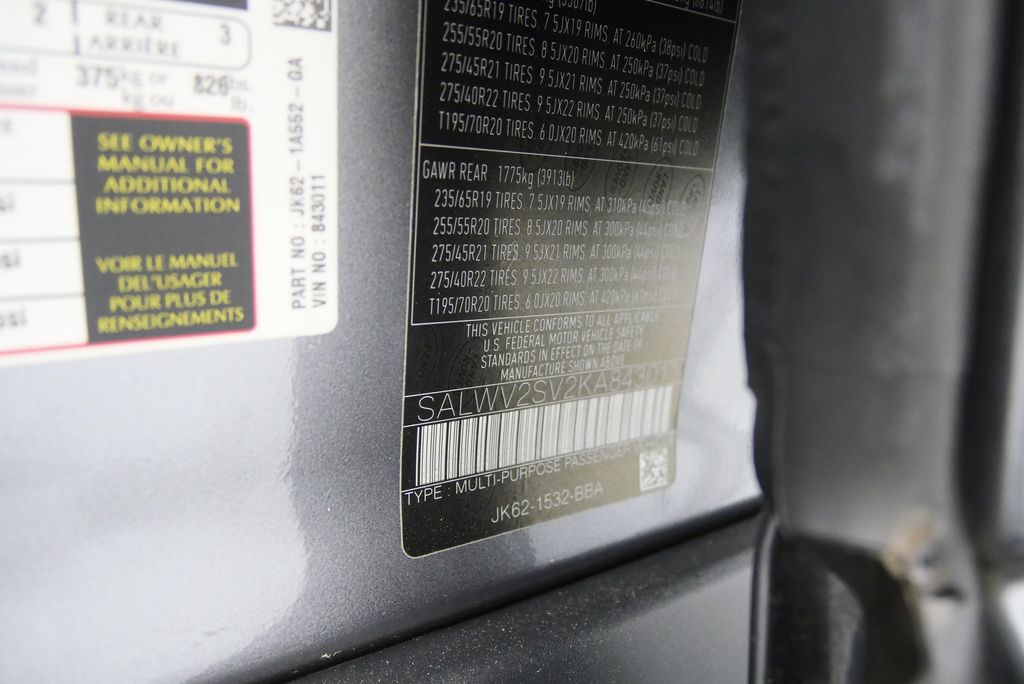 2 REAR 3
ARRIÈRE
375 kg or 826 lbs.
kg ou lb.
SEE OWNER'S
MANUAL FOR
ADDITIONAL
INFORMATION
VOIR LE MANUEL
DE L'USAGER
POUR PLUS DE
RENSEIGNEMENTS
psi
PART NO : JK62-1A552-GA
VIN NO : 843011
235/65R19 TIRES, 7.5JX19 RIMS, AT 260kPa (38psi) COLD
255/55R20 TIRES, 8.5JX20 RIMS, AT 250kPa (37psi) COLD
275/45R21 TIRES, 9.5JX21 RIMS, AT 250kPa (37psi) COLD
275/40R22 TIRES, 9.5JX22 RIMS, AT 250kPa (37psi) COLD
T195/70R20 TIRES, 6.0JX20 RIMS, AT 420kPa (61psi) COLD
GAWR REAR 1775kg (3913lb)
235/65R19 TIRES, 7.5JX19 RIMS, AT 310kPa (45psi) COLD
255/55R20 TIRES, 8.5JX20 RIMS, AT 300kPa (44psi) COLD
275/45R21 TIRES, 9.5JX21 RIMS, AT 300kPa (44psi) COLD
275/40R22 TIRES, 9.5JX22 RIMS, AT 300kPa (44psi) COLD
T195/70R20 TIRES, 6.0JX20 RIMS, AT 420kPa (61psi) COLD
THIS VEHICLE CONFORMS TO ALL APPLICABLE
U.S. FEDERAL MOTOR VEHICLE SAFETY
STANDARDS IN EFFECT ON THE DATE OF
MANUFACTURE SHOWN ABOVE
SALWV2SV2KA84301
TYPE : MULTI-PURPOSE PASSENGER
JK62-1532-BBA